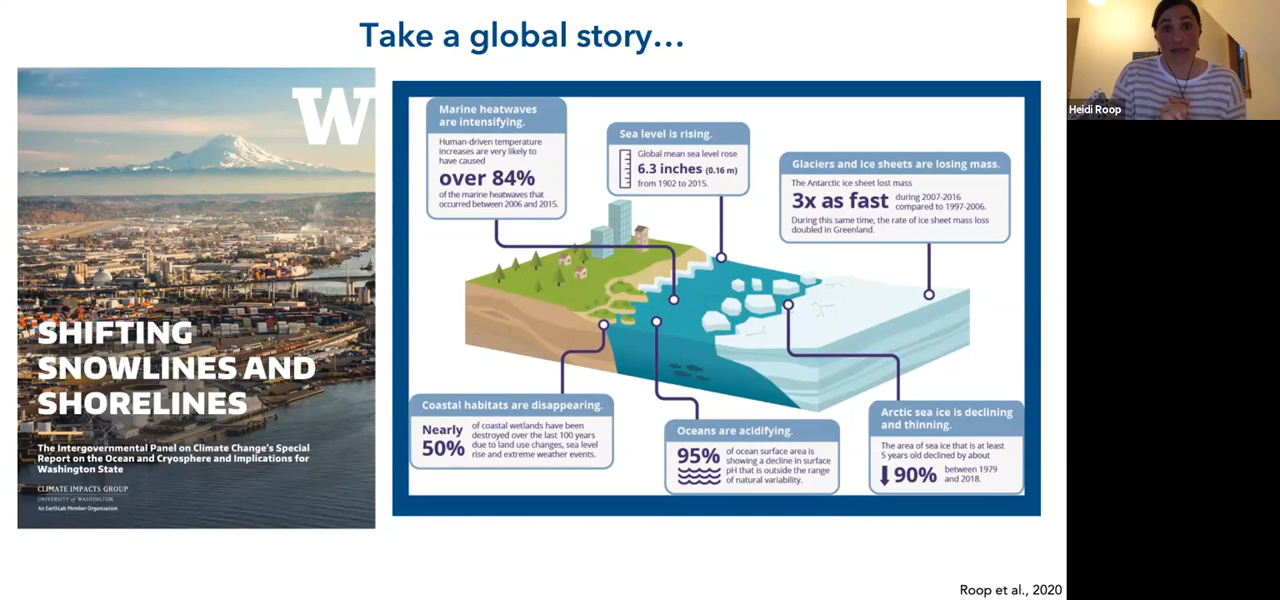 Take a global story…
Heidi Roop
W
SHIFTING
SNOWLINES AND
SHORELINES
The Intergovernmental Panel on Climate Change's Special
Report on the Ocean and Cryosphere and Implications for
Washington State
CLIMATE IMPACTS GROUP
UNIVERSITY of WASHINGTON
An EarthLab Member Organization
Marine heatwaves
are intensifying.
Human-driven temperature
increases are very likely to
have caused
over 84%
of the marine heatwaves that
occurred between 2006 and 2015.
Sea level is rising.
Global mean sea level rose
6.3 inches (0.16 m)
from 1902 to 2015.
Glaciers and ice sheets are losing mass.
The Antarctic ice sheet lost mass
3x as fast during 2007-2016
compared to 1997-2006.
During this same time, the rate of ice sheet mass loss
doubled in Greenland.
Coastal habitats are disappearing.
Nearly
50%
of coastal wetlands have been
destroyed over the last 100 years
due to land use changes, sea level
rise and extreme weather events.
Oceans are acidifying.
95%
of ocean surface area is
showing a decline in surface
pH that is outside the range
of natural variability.
Arctic sea ice is declining
and thinning.
The area of sea ice that is at least
5 years old declined by about
90% between 1979
and 2018.
Roop et al., 2020